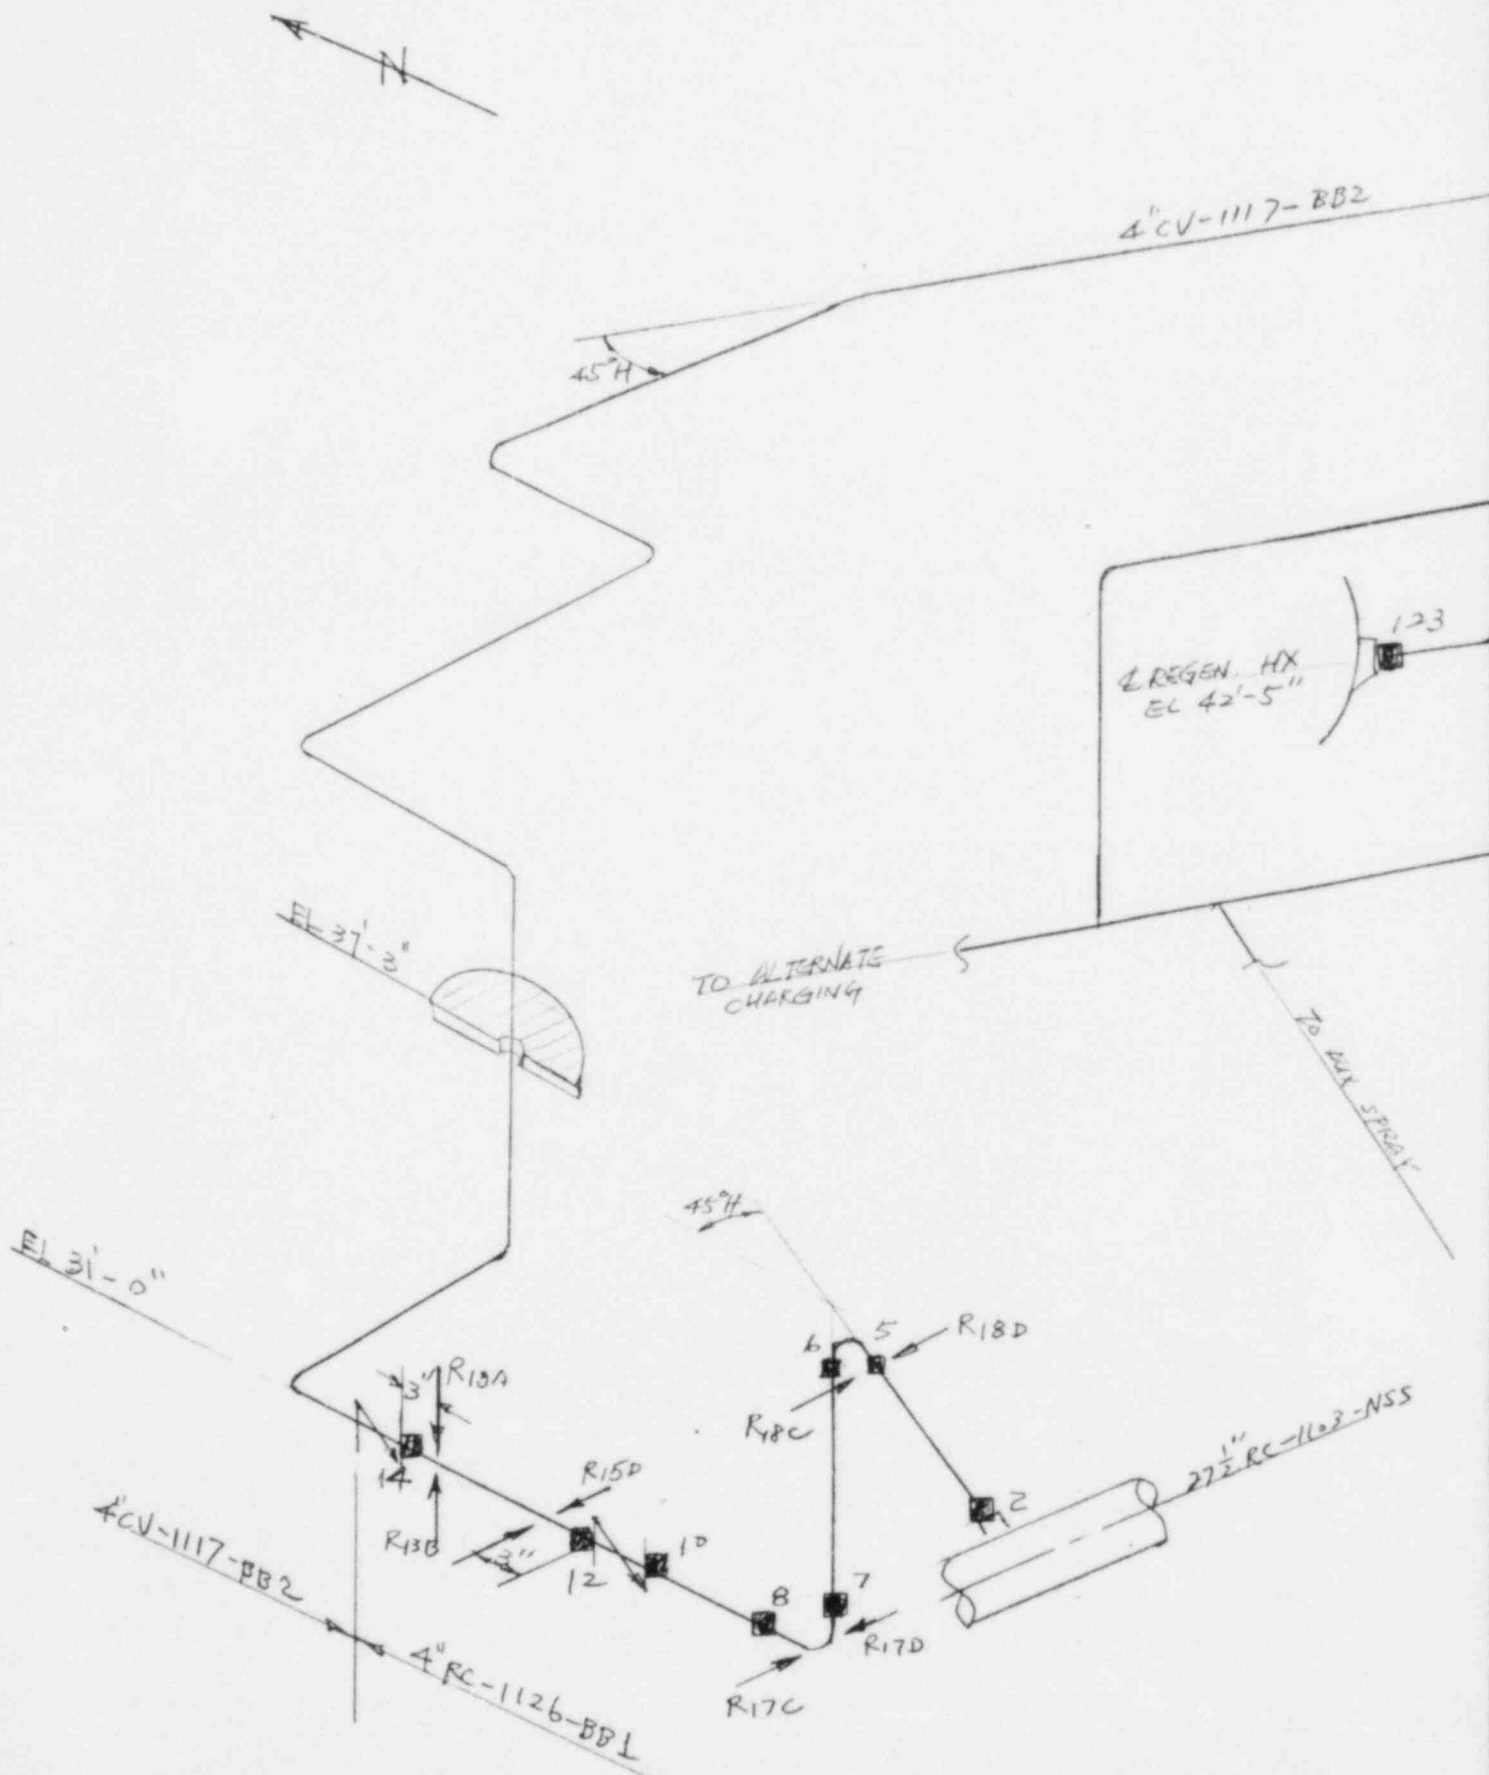 N
4"CV-1117-BB2
45°H
123
℄ REGEN. HX
EL 42'-5"
EL 37'-3"
TO ALTERNATE
CHARGING
TO AUX SPRAY
45°H
EL 31'-0"
6
5
R18D
3"
R13A
R18C
27 1/2" RC-1103-NSS
14
R15D
2
R13B
3"
12
10
4"CV-1117-BB2
8
7
R17D
4"RC-1126-BB1
R17C